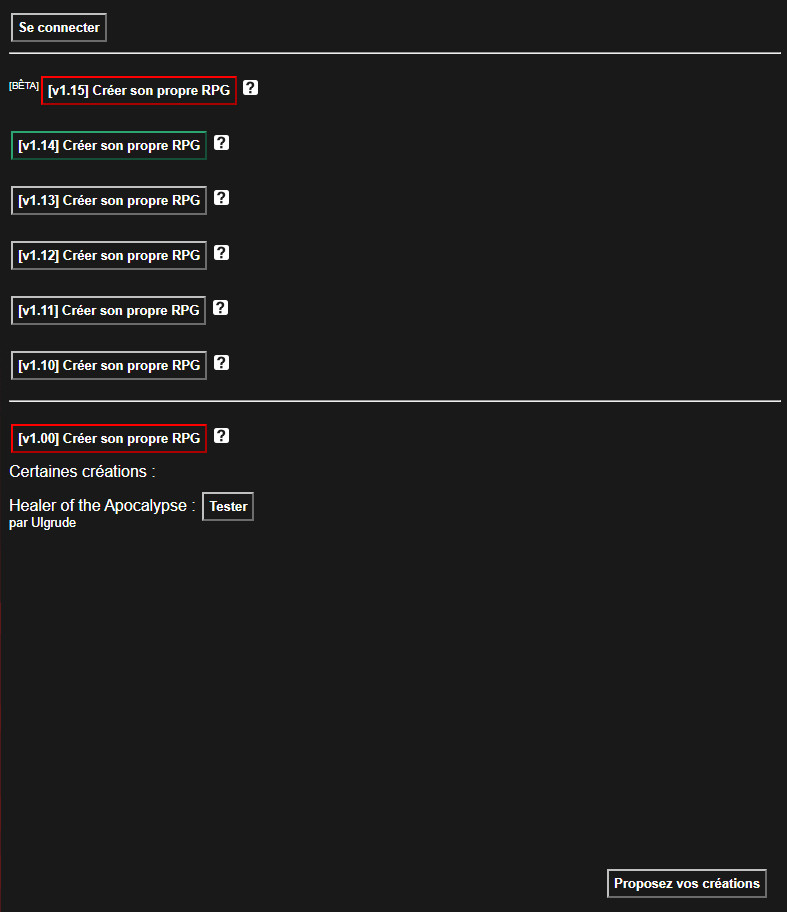 Se connecter
[BÊTA] [v1.15] Créer son propre RPG ?
[v1.14] Créer son propre RPG ?
[v1.13] Créer son propre RPG ?
[v1.12] Créer son propre RPG ?
[v1.11] Créer son propre RPG ?
[v1.10] Créer son propre RPG ?
[v1.00] Créer son propre RPG ?
Certaines créations :
Healer of the Apocalypse : Tester
par Ulgrude
Proposez vos créations